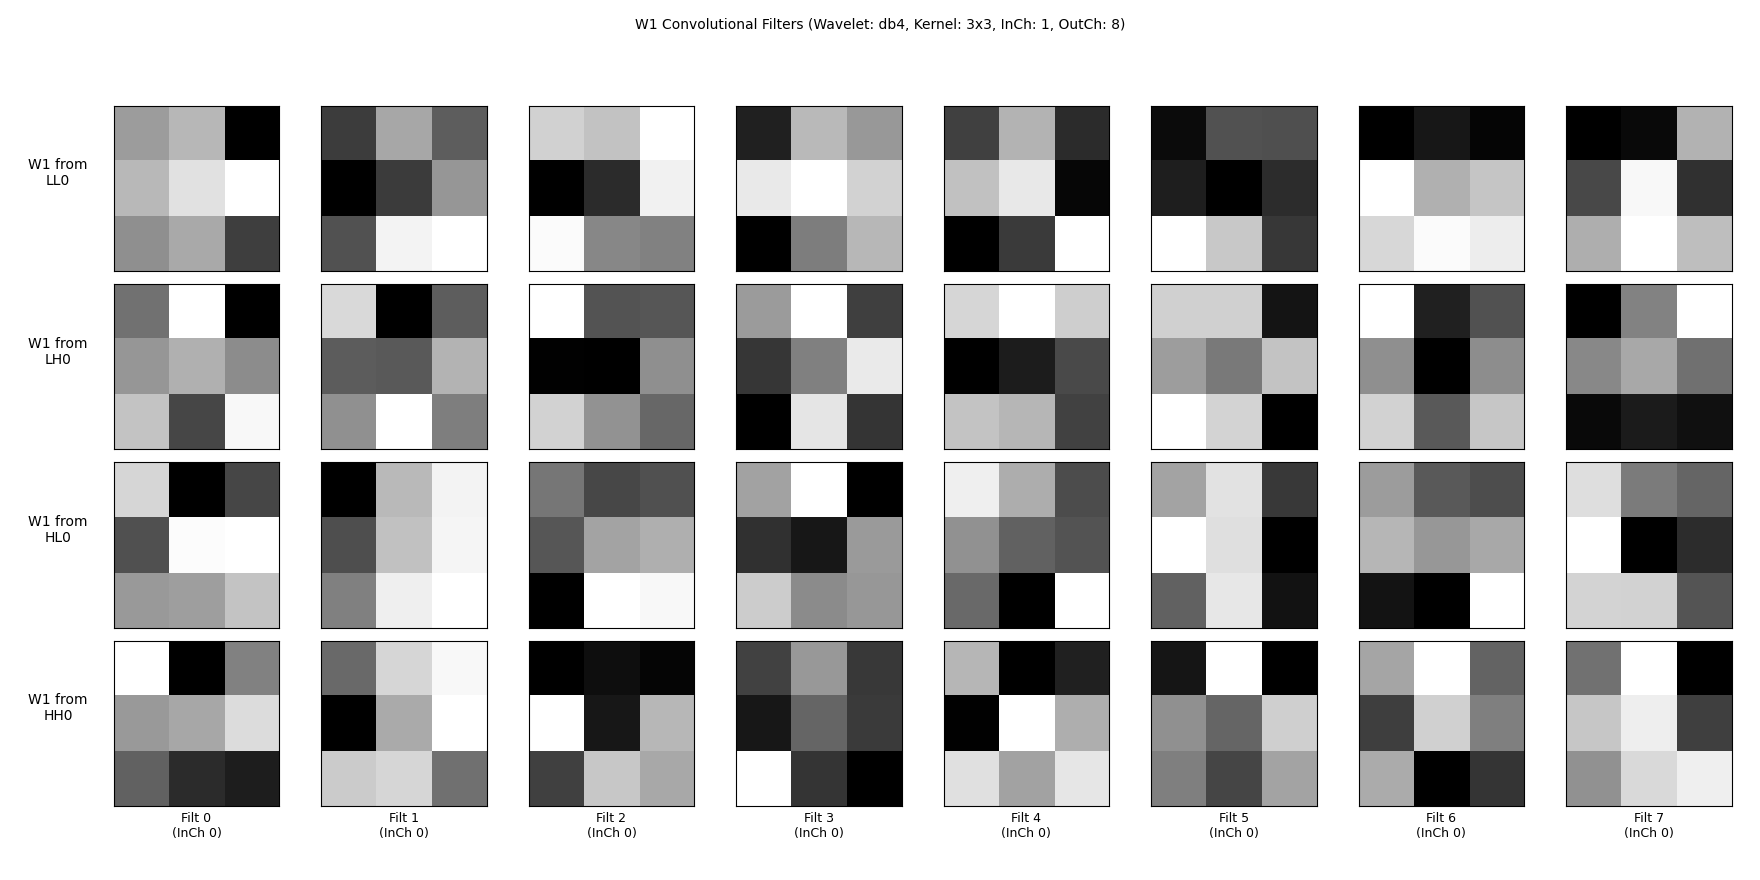 W1 Convolutional Filters (Wavelet: db4, Kernel: 3x3, InCh: 1, OutCh: 8)
W1 from
LL0
W1 from
LH0
W1 from
HL0
W1 from
HH0
Filt 0
(InCh 0)
Filt 1
(InCh 0)
Filt 2
(InCh 0)
Filt 3
(InCh 0)
Filt 4
(InCh 0)
Filt 5
(InCh 0)
Filt 6
(InCh 0)
Filt 7
(InCh 0)